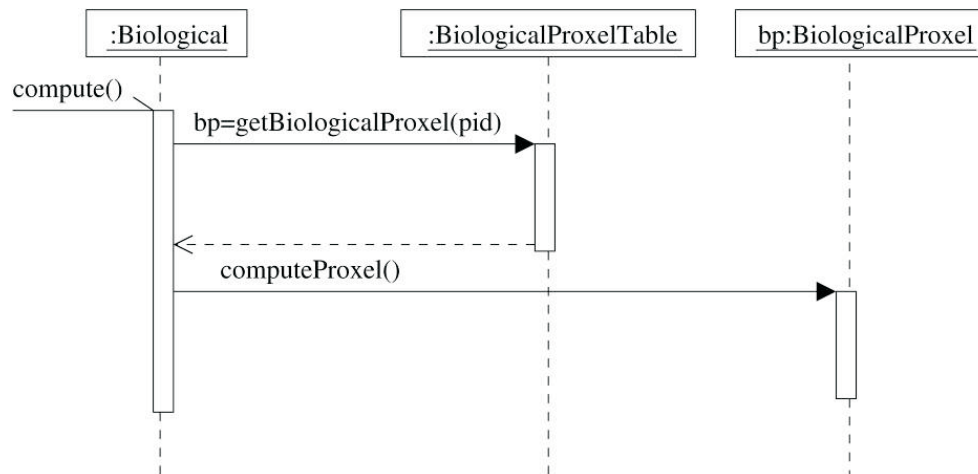 :Biological
:BiologicalProxelTable
bp:BiologicalProxel
compute()
bp=getBiologicalProxel(pid)
computeProxel()